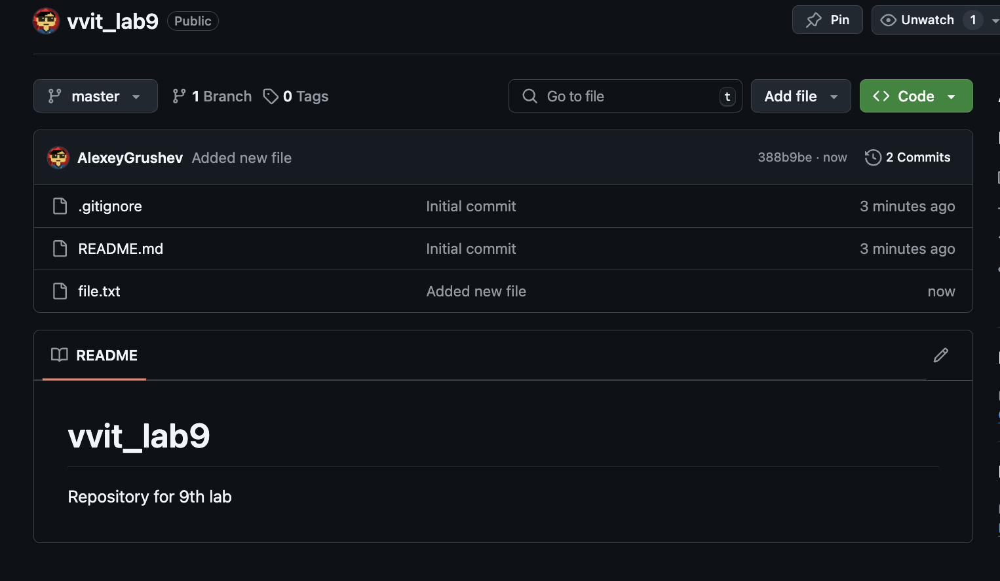 vvit_lab9 Public Pin Unwatch 1
master 1 Branch 0 Tags Go to file t Add file Code
AlexeyGrushev Added new file 388b9be · now 2 Commits
.gitignore Initial commit 3 minutes ago
README.md Initial commit 3 minutes ago
file.txt Added new file now
README
vvit_lab9
Repository for 9th lab